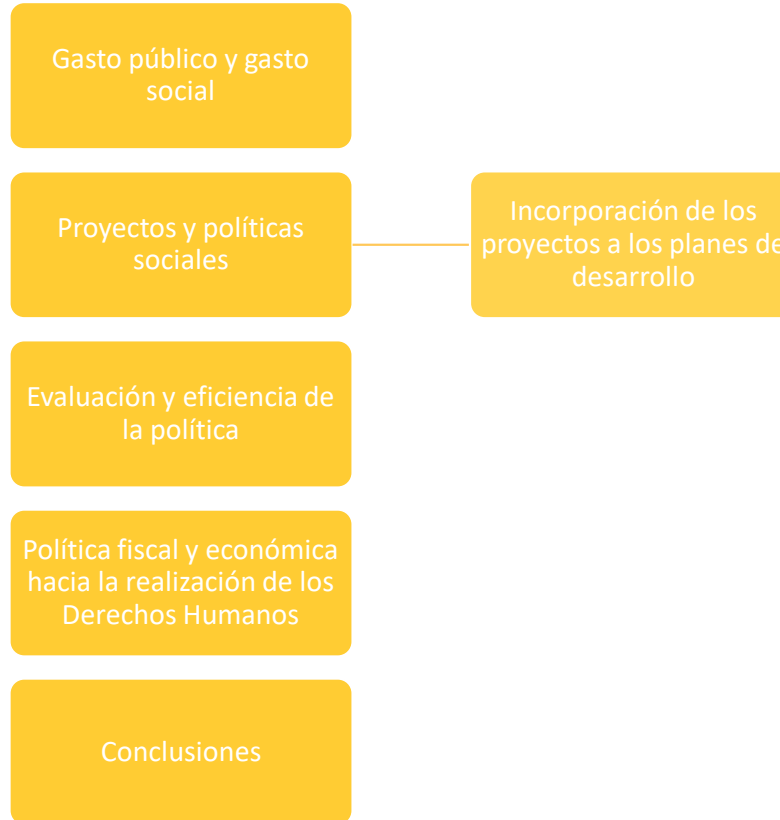 Gasto público y gasto
social
Proyectos y políticas
sociales
Incorporación de los
proyectos a los planes de
desarrollo
Evaluación y eficiencia de
la política
Política fiscal y económica
hacia la realización de los
Derechos Humanos
Conclusiones